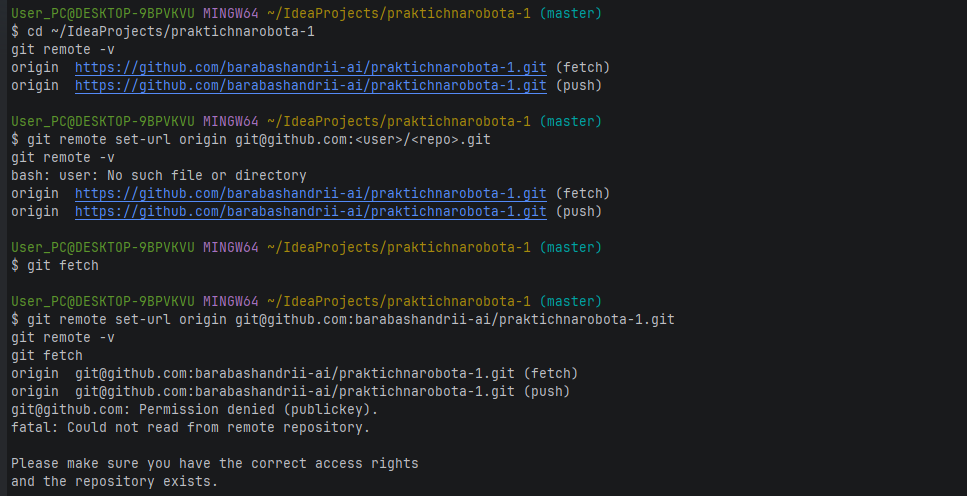 User_PC@DESKTOP-9BPVKVU MINGW64 ~/IdeaProjects/praktichnarobota-1 (master)
$ cd ~/IdeaProjects/praktichnarobota-1
git remote -v
origin  https://github.com/barabashandrii-ai/praktichnarobota-1.git (fetch)
origin  https://github.com/barabashandrii-ai/praktichnarobota-1.git (push)

User_PC@DESKTOP-9BPVKVU MINGW64 ~/IdeaProjects/praktichnarobota-1 (master)
$ git remote set-url origin git@github.com:<user>/<repo>.git
git remote -v
bash: user: No such file or directory
origin  https://github.com/barabashandrii-ai/praktichnarobota-1.git (fetch)
origin  https://github.com/barabashandrii-ai/praktichnarobota-1.git (push)

User_PC@DESKTOP-9BPVKVU MINGW64 ~/IdeaProjects/praktichnarobota-1 (master)
$ git fetch

User_PC@DESKTOP-9BPVKVU MINGW64 ~/IdeaProjects/praktichnarobota-1 (master)
$ git remote set-url origin git@github.com:barabashandrii-ai/praktichnarobota-1.git
git remote -v
git fetch
origin  git@github.com:barabashandrii-ai/praktichnarobota-1.git (fetch)
origin  git@github.com:barabashandrii-ai/praktichnarobota-1.git (push)
git@github.com: Permission denied (publickey).
fatal: Could not read from remote repository.

Please make sure you have the correct access rights
and the repository exists.